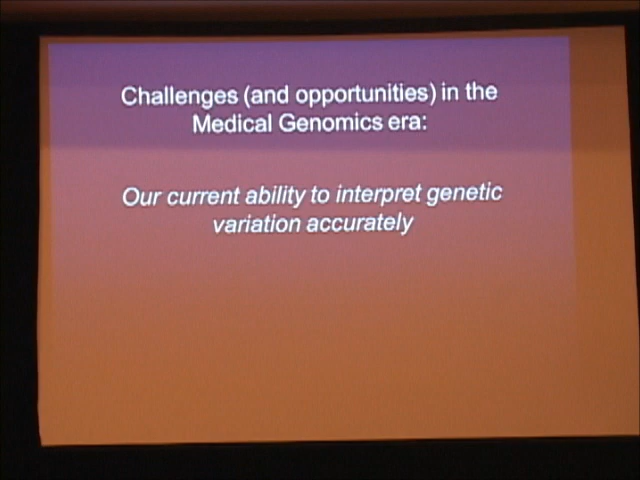 Challenges (and opportunities) in the
Medical Genomics era:
Our current ability to interpret genetic
variation accurately